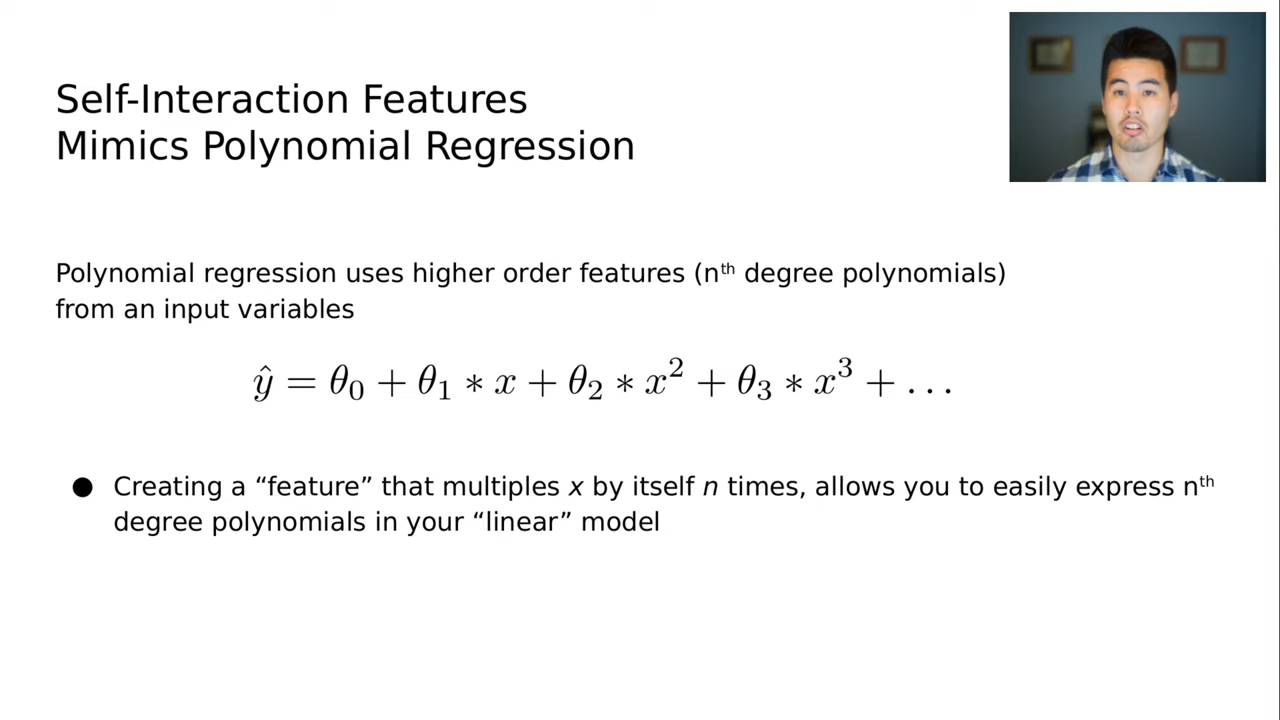 Self-Interaction Features
Mimics Polynomial Regression
Polynomial regression uses higher order features (nᵗʰ degree polynomials)
from an input variables
ŷ = θ₀ + θ₁ * x + θ₂ * x² + θ₃ * x³ + . . .
● Creating a “feature” that multiples x by itself n times, allows you to easily express nᵗʰ
degree polynomials in your “linear” model